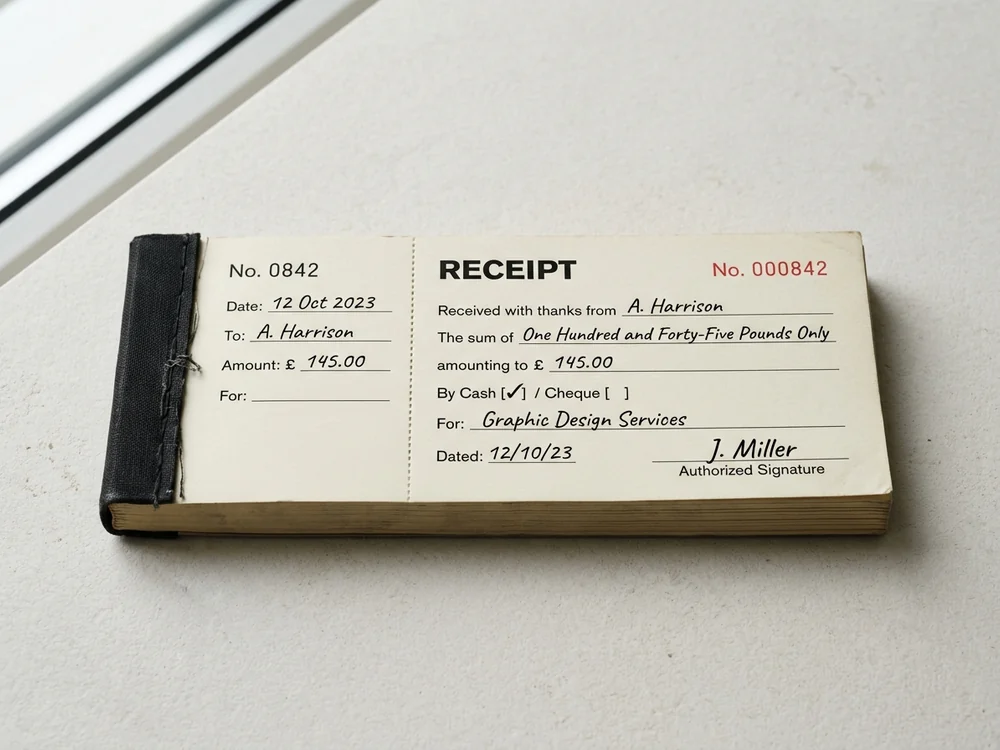 No. 0842
Date: 12 Oct 2023
To: A. Harrison
Amount: £ 145.00
For:
RECEIPT No. 000842
Received with thanks from A. Harrison
The sum of One Hundred and Forty-Five Pounds Only
amounting to £ 145.00
By Cash [✓] / Cheque [ ]
For: Graphic Design Services
Dated: 12/10/23 J. Miller
Authorized Signature